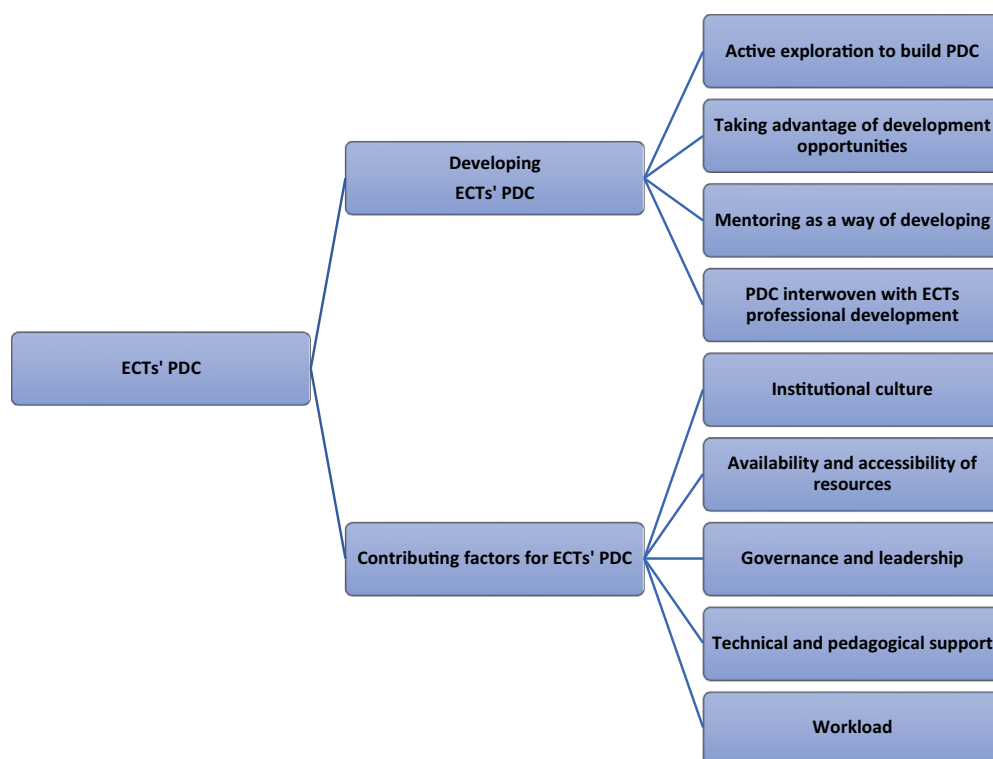 Active exploration to build PDC
Taking advantage of development
opportunities
Developing
ECTs' PDC
Mentoring as a way of developing
PDC interwoven with ECTs
professional development
ECTs' PDC
Institutional culture
Availability and accessibility of
resources
Contributing factors for ECTs' PDC
Governance and leadership
Technical and pedagogical support
Workload